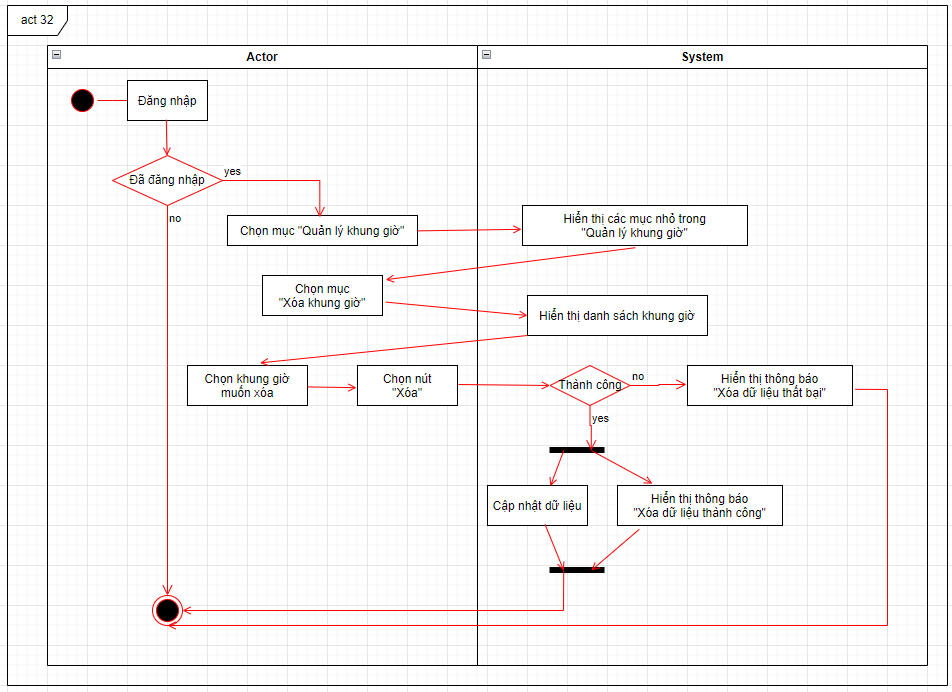 act 32
Actor
System
Đăng nhập
Đã đăng nhập
yes
no
Chọn mục "Quản lý khung giờ"
Hiển thị các mục nhỏ trong
"Quản lý khung giờ"
Chọn mục
"Xóa khung giờ"
Hiển thị danh sách khung giờ
Chọn khung giờ
muốn xóa
Chọn nút
"Xóa"
Thành công
no
yes
Hiển thị thông báo
"Xóa dữ liệu thất bại"
Cập nhật dữ liệu
Hiển thị thông báo
"Xóa dữ liệu thành công"